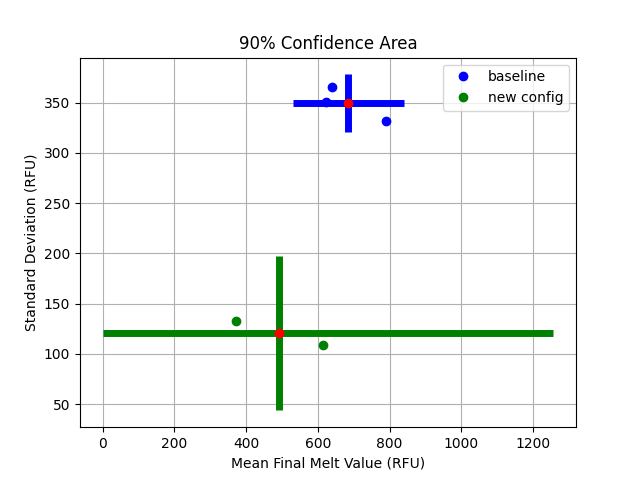 90% Confidence Area
baseline
new config
350
300
250
200
150
100
50
Standard Deviation (RFU)
0 200 400 600 800 1000 1200
Mean Final Melt Value (RFU)